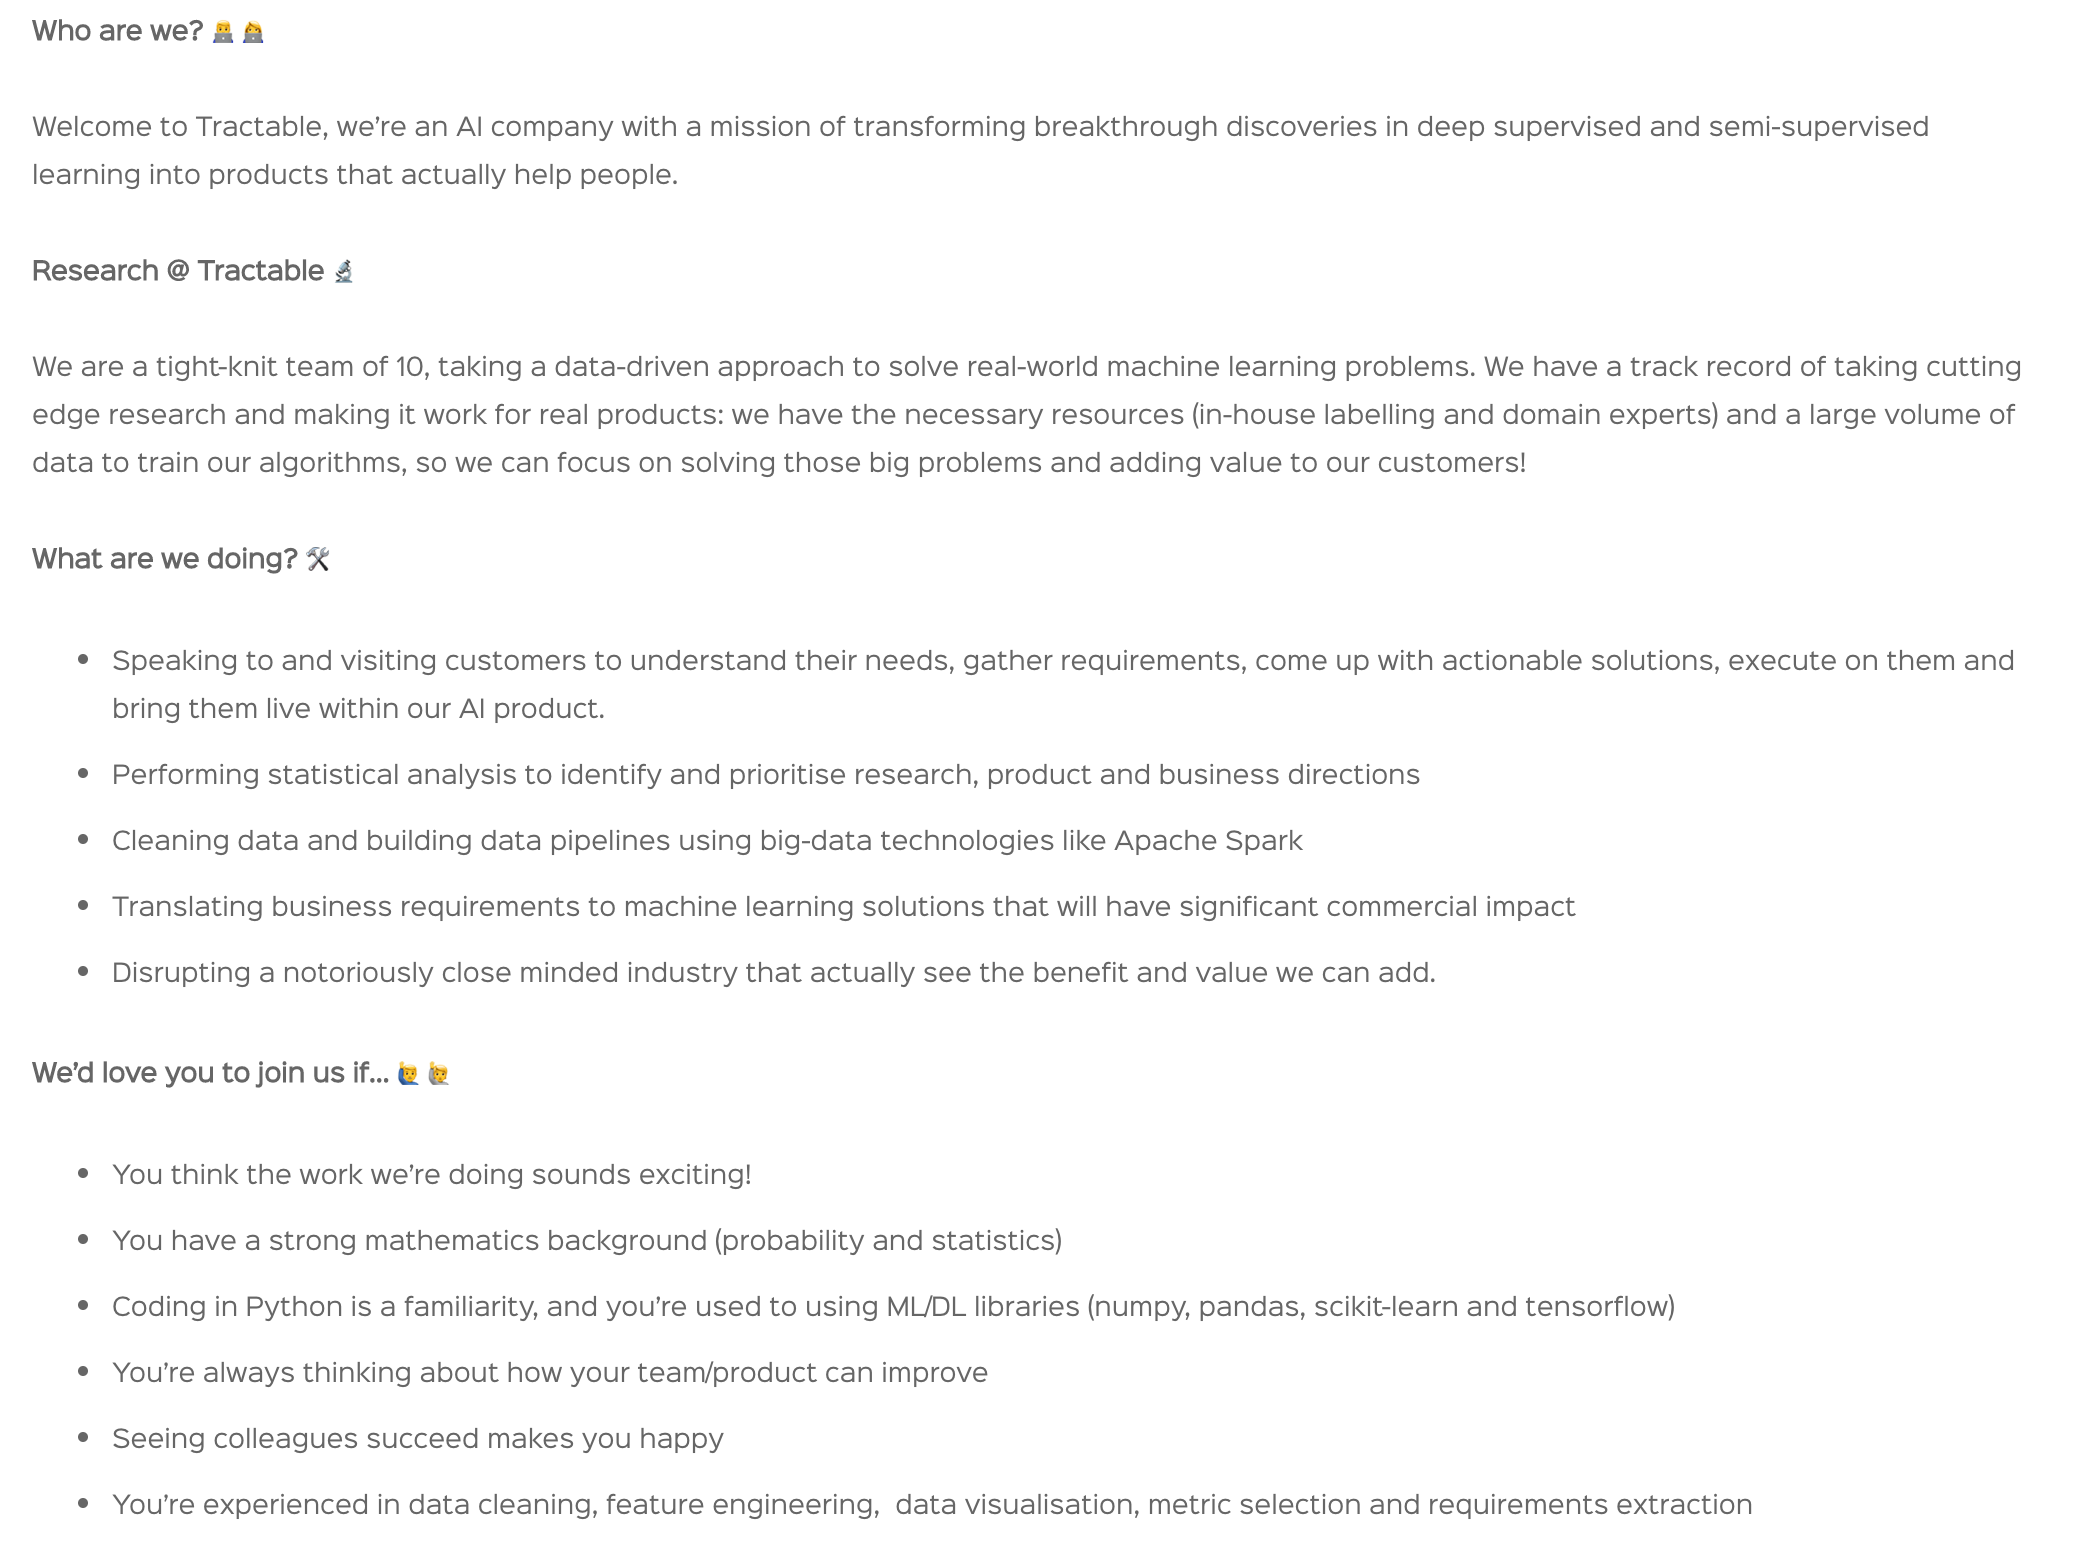 Who are we? 👨‍💻 👩‍💻
Welcome to Tractable, we’re an AI company with a mission of transforming breakthrough discoveries in deep supervised and semi-supervised
learning into products that actually help people.
Research @ Tractable 🔬
We are a tight-knit team of 10, taking a data-driven approach to solve real-world machine learning problems. We have a track record of taking cutting
edge research and making it work for real products: we have the necessary resources (in-house labelling and domain experts) and a large volume of
data to train our algorithms, so we can focus on solving those big problems and adding value to our customers!
What are we doing? 🛠
• Speaking to and visiting customers to understand their needs, gather requirements, come up with actionable solutions, execute on them and
bring them live within our AI product.
• Performing statistical analysis to identify and prioritise research, product and business directions
• Cleaning data and building data pipelines using big-data technologies like Apache Spark
• Translating business requirements to machine learning solutions that will have significant commercial impact
• Disrupting a notoriously close minded industry that actually see the benefit and value we can add.
We’d love you to join us if... 🙋‍♂️ 🙋
• You think the work we’re doing sounds exciting!
• You have a strong mathematics background (probability and statistics)
• Coding in Python is a familiarity, and you’re used to using ML/DL libraries (numpy, pandas, scikit-learn and tensorflow)
• You’re always thinking about how your team/product can improve
• Seeing colleagues succeed makes you happy
• You’re experienced in data cleaning, feature engineering,  data visualisation, metric selection and requirements extraction